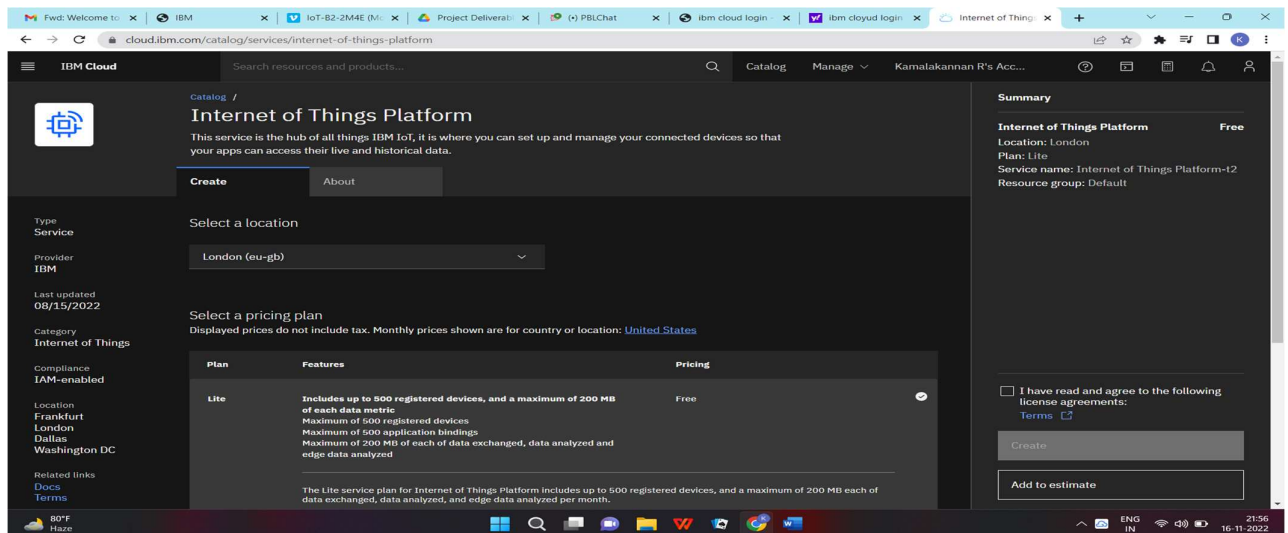 Fwd: Welcome to
IBM
IoT-B2-2M4E (Mo
Project Deliverabl
(•) PBLChat
ibm cloud login -
ibm cloyud login
Internet of Thing
cloud.ibm.com/catalog/services/internet-of-things-platform
K
IBM Cloud
Search resources and products...
Catalog
Manage
Kamalakannan R's Acc...
Catalog /
Internet of Things Platform
This service is the hub of all things IBM IoT, it is where you can set up and manage your connected devices so that
your apps can access their live and historical data.
Create
About
Type
Service
Provider
IBM
Last updated
08/15/2022
Category
Internet of Things
Compliance
IAM-enabled
Location
Frankfurt
London
Dallas
Washington DC
Related links
Docs
Terms
Select a location
London (eu-gb)
Select a pricing plan
Displayed prices do not include tax. Monthly prices shown are for country or location: United States
Plan
Features
Pricing
Lite
Includes up to 500 registered devices, and a maximum of 200 MB
of each data metric
Maximum of 500 registered devices
Maximum of 500 application bindings
Maximum of 200 MB of each of data exchanged, data analyzed and
edge data analyzed
Free
The Lite service plan for Internet of Things Platform includes up to 500 registered devices, and a maximum of 200 MB each of
data exchanged, data analyzed, and edge data analyzed per month.
Summary
Internet of Things Platform Free
Location: London
Plan: Lite
Service name: Internet of Things Platform-t2
Resource group: Default
I have read and agree to the following
license agreements:
Terms
Create
Add to estimate
80°F
Haze
ENG
IN
21:56
16-11-2022